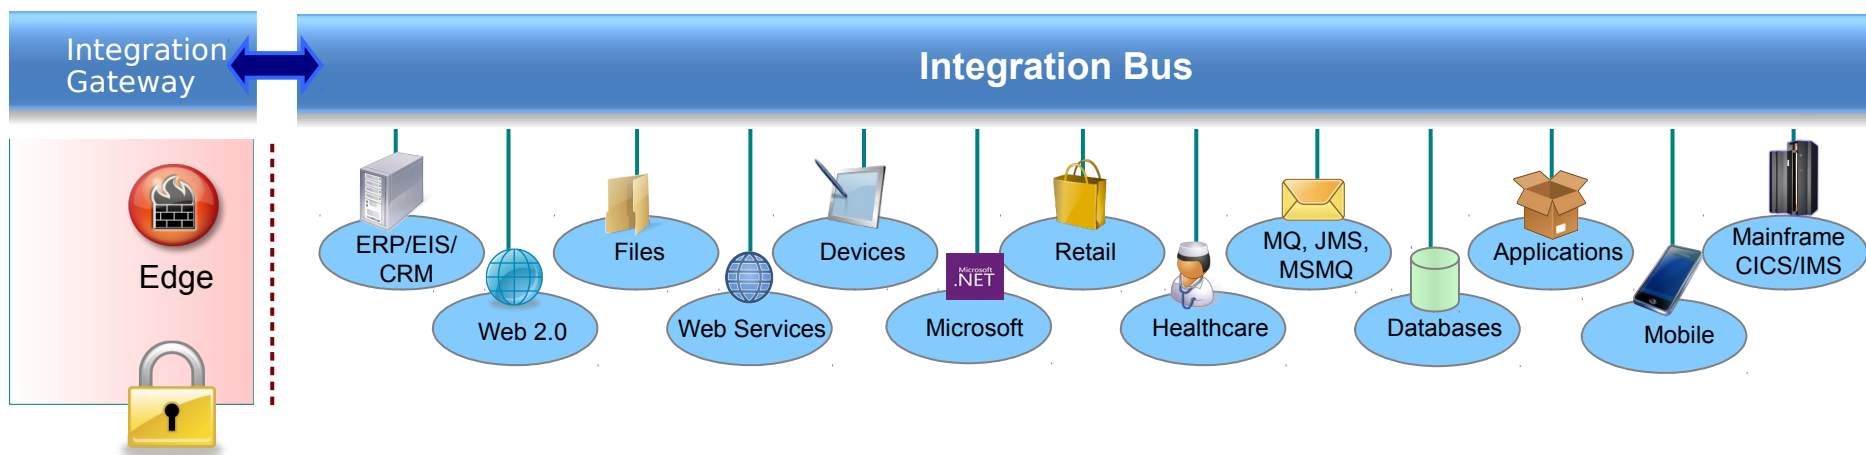 Integration
Gateway
Integration Bus
Edge
ERP/EIS/
CRM
Web 2.0
Files
Web Services
Devices
Microsoft
.NET
Microsoft
Retail
Healthcare
MQ, JMS,
MSMQ
Databases
Applications
Mobile
Mainframe
CICS/IMS